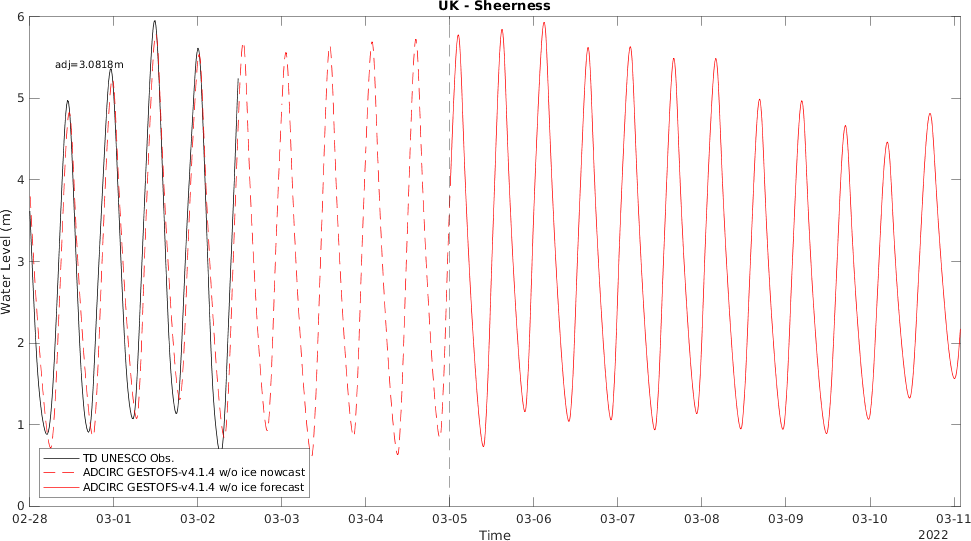 UK - Sheerness
adj=3.0818m
Water Level (m)
6
5
4
3
2
1
0
TD UNESCO Obs.
ADCIRC GESTOFS-v4.1.4 w/o ice nowcast
ADCIRC GESTOFS-v4.1.4 w/o ice forecast
02-28 03-01 03-02 03-03 03-04 03-05 03-06 03-07 03-08 03-09 03-10 03-11
Time
2022